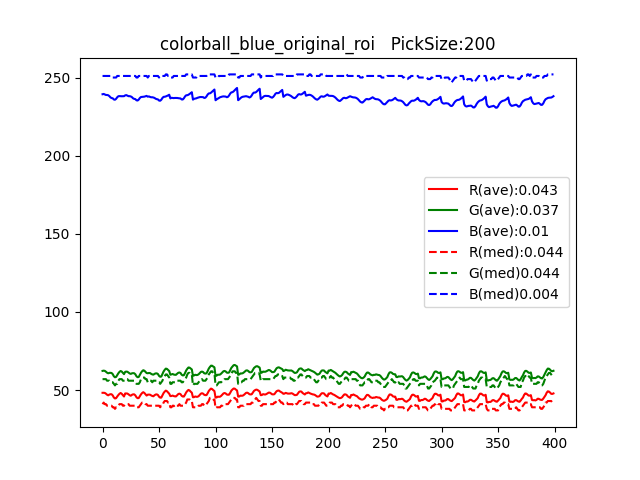 colorball_blue_original_roi   PickSize:200
250
200
150
100
50
R(ave):0.043
G(ave):0.037
B(ave):0.01
R(med):0.044
G(med)0.044
B(med)0.004
0 50 100 150 200 250 300 350 400